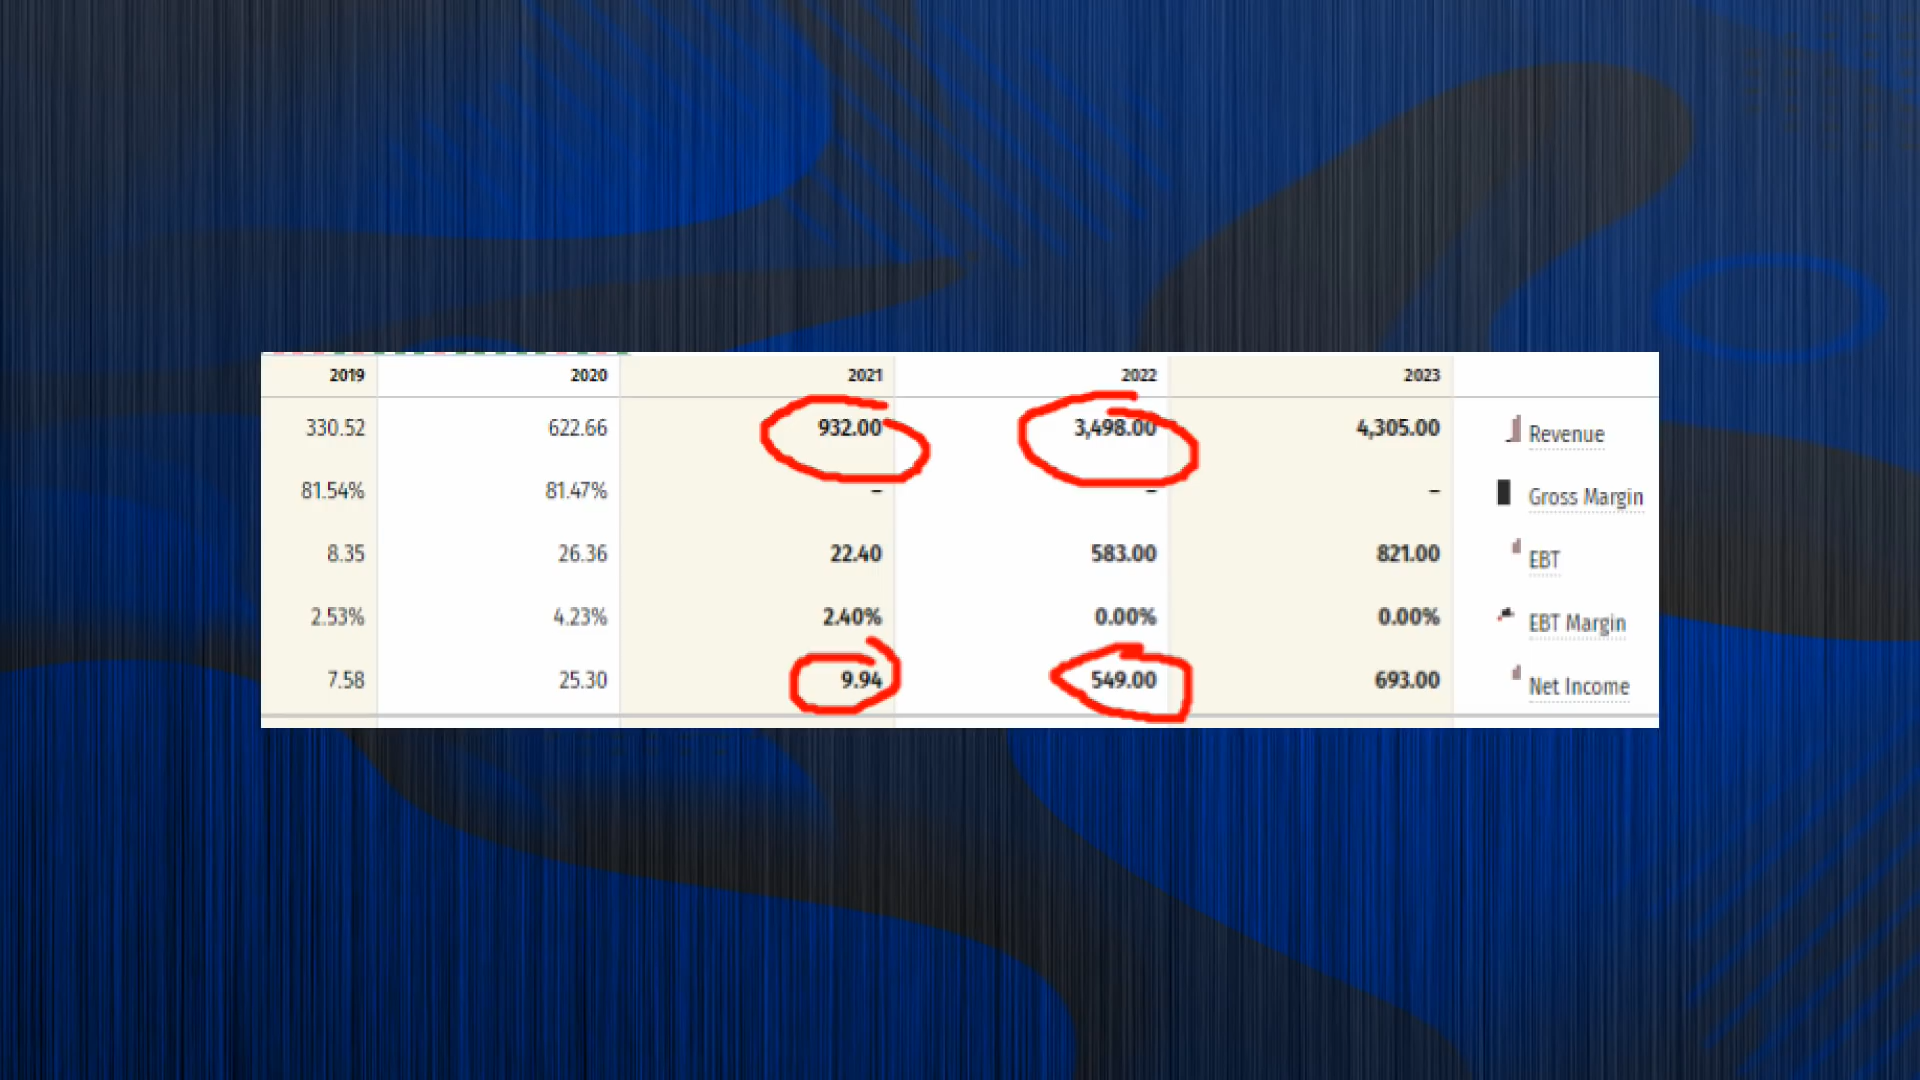 2019 2020 2021 2022 2023
330.52 622.66 932.00 3,498.00 4,305.00 Revenue
81.54% 81.47% – – – Gross Margin
8.35 26.36 22.40 583.00 821.00 EBT
2.53% 4.23% 2.40% 0.00% 0.00% EBT Margin
7.58 25.30 9.94 549.00 693.00 Net Income